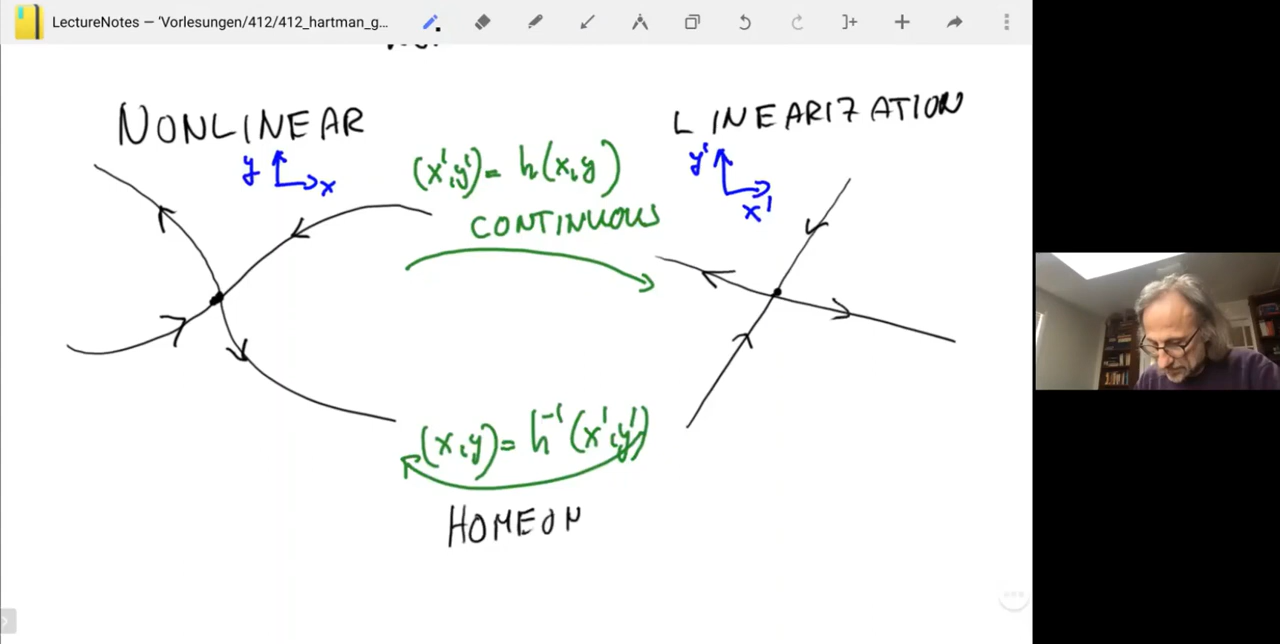 LectureNotes — 'Vorlesungen/412/412_hartman_g...
NONLINEAR
LINEARIZATION
y
x
(x',y')= h(x,y)
CONTINUOUS
y'
x'
(x,y)= h⁻¹(x',y')
HOMEOM